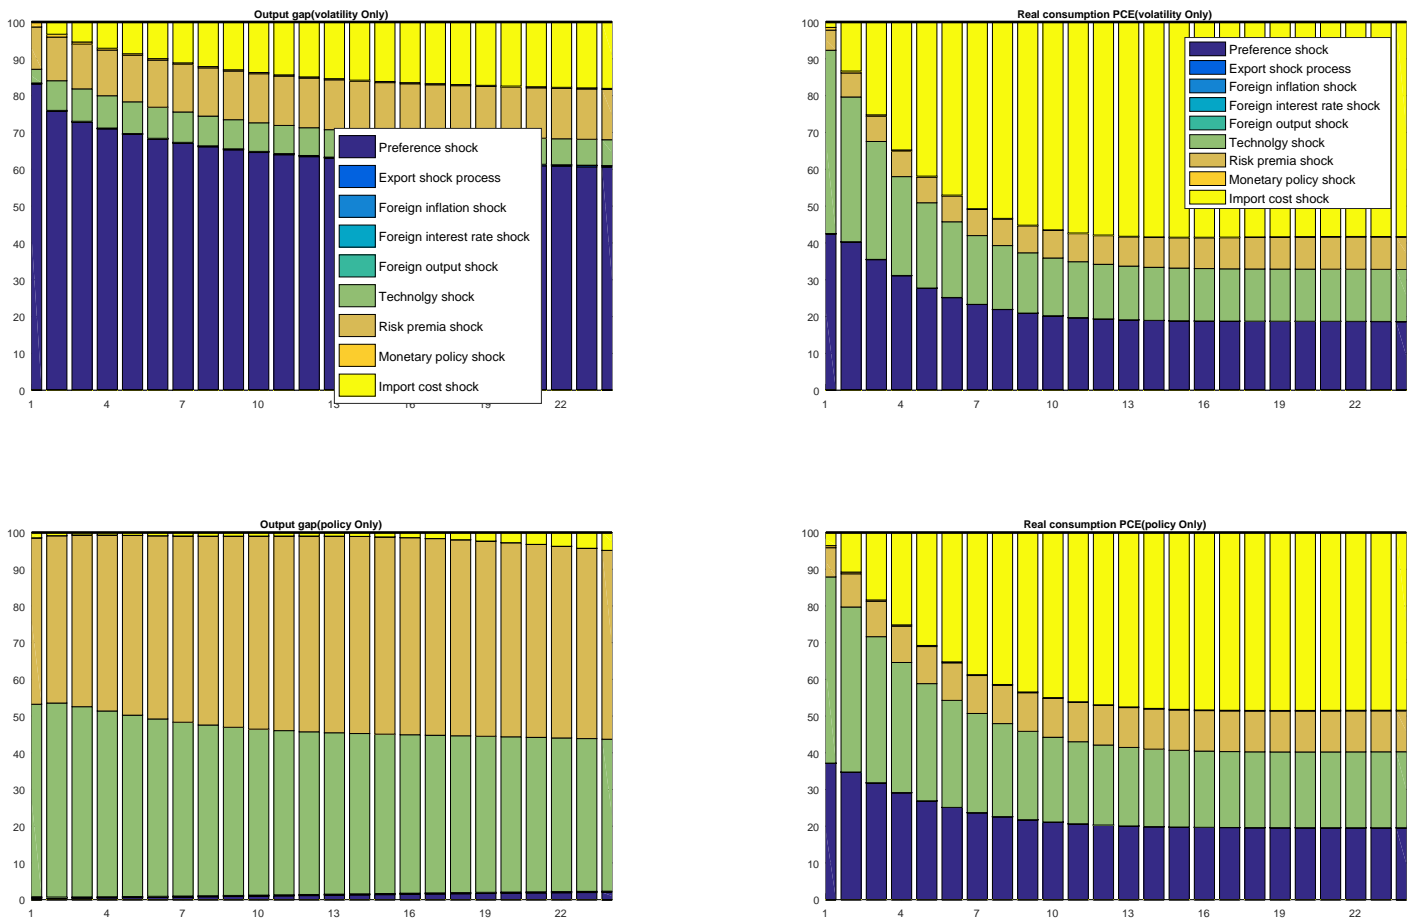 Output gap(volatility Only)
100
90
80
70
60
50
40
30
20
10
0
1 4 7 10 13 16 19 22
Preference shock
Export shock process
Foreign inflation shock
Foreign interest rate shock
Foreign output shock
Technolgy shock
Risk premia shock
Monetary policy shock
Import cost shock
Real consumption PCE(volatility Only)
100
90
80
70
60
50
40
30
20
10
0
1 4 7 10 13 16 19 22
Preference shock
Export shock process
Foreign inflation shock
Foreign interest rate shock
Foreign output shock
Technolgy shock
Risk premia shock
Monetary policy shock
Import cost shock
Output gap(policy Only)
100
90
80
70
60
50
40
30
20
10
0
1 4 7 10 13 16 19 22
Real consumption PCE(policy Only)
100
90
80
70
60
50
40
30
20
10
0
1 4 7 10 13 16 19 22